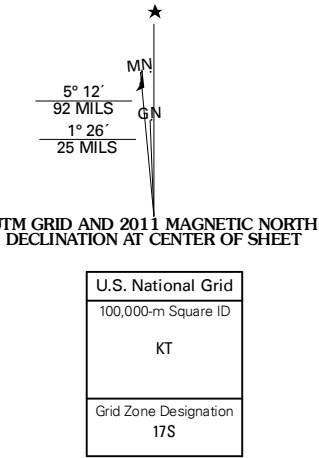 MN
5° 12´
92 MILS
GN
1° 26´
25 MILS
UTM GRID AND 2011 MAGNETIC NORTH
DECLINATION AT CENTER OF SHEET
U.S. National Grid
100,000-m Square ID
KT
Grid Zone Designation
17S